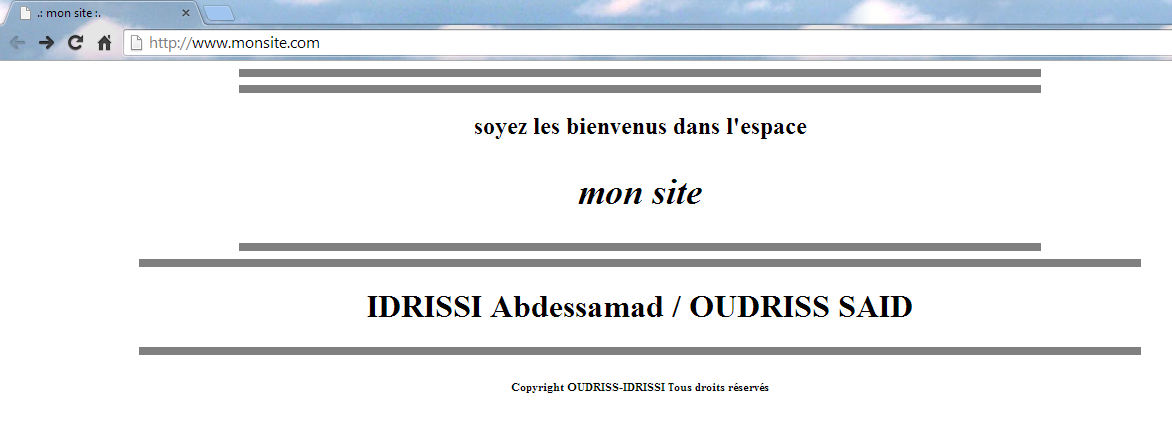 .: mon site :.
http://www.monsite.com
soyez les bienvenus dans l'espace
mon site
IDRISSI Abdessamad / OUDRISS SAID
Copyright OUDRISS-IDRISSI Tous droits réservés